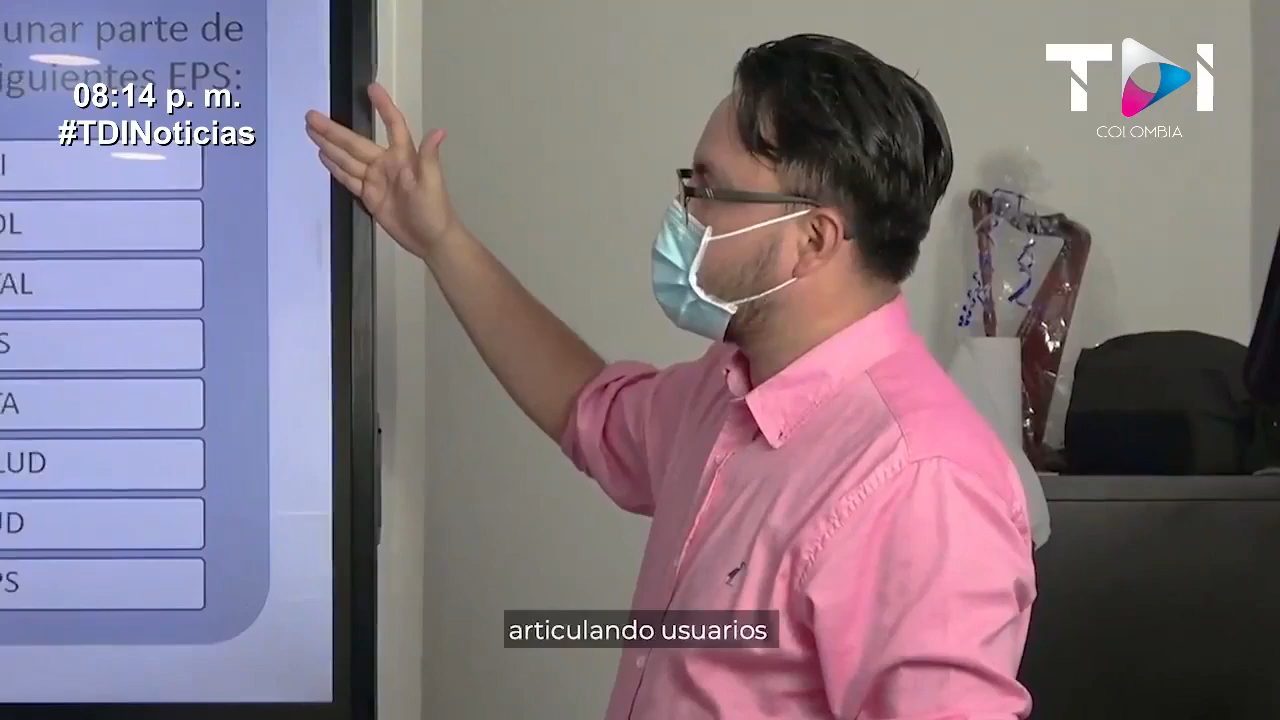 unar parte de
iguientes EPS:
08:14 p. m.
#TDINoticias
TDI
COLOMBIA
I
OL
TAL
S
TA
LUD
UD
PS
articulando usuarios